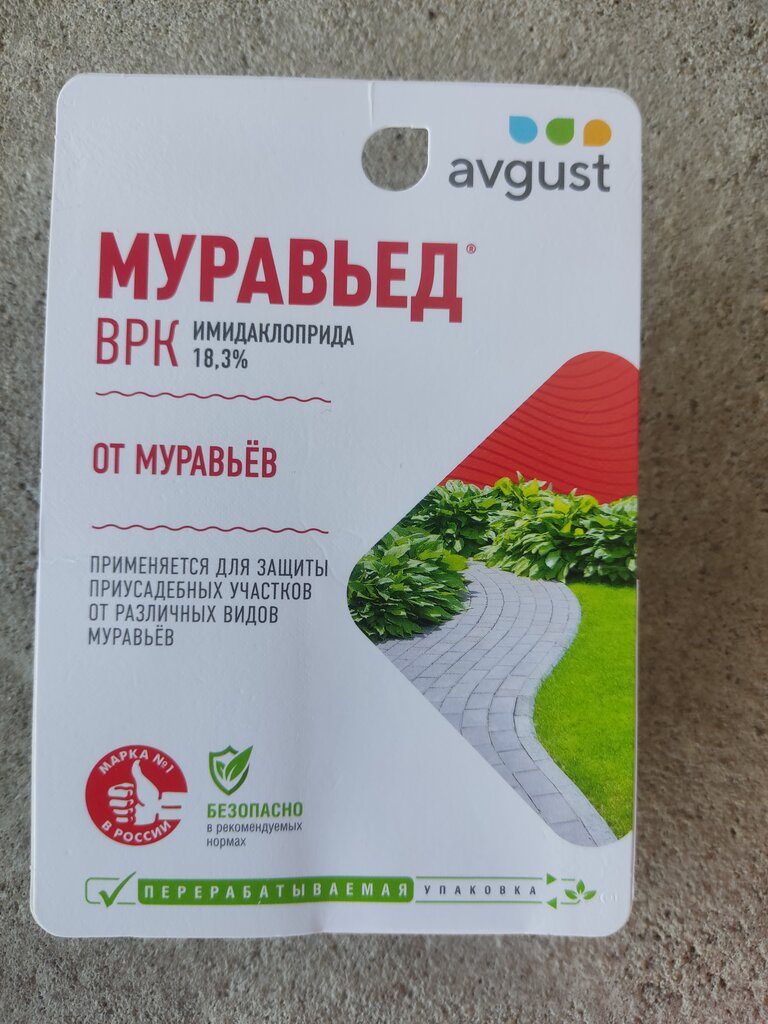 avgust
МУРАВЬЕД®
ВРК ИМИДАКЛОПРИДА
18,3%
ОТ МУРАВЬЁВ
ПРИМЕНЯЕТСЯ ДЛЯ ЗАЩИТЫ
ПРИУСАДЕБНЫХ УЧАСТКОВ
ОТ РАЗЛИЧНЫХ ВИДОВ
МУРАВЬЁВ
МАРКА №1
В РОССИИ
БЕЗОПАСНО
в рекомендуемых
нормах
ПЕРЕРАБАТЫВАЕМАЯ УПАКОВКА